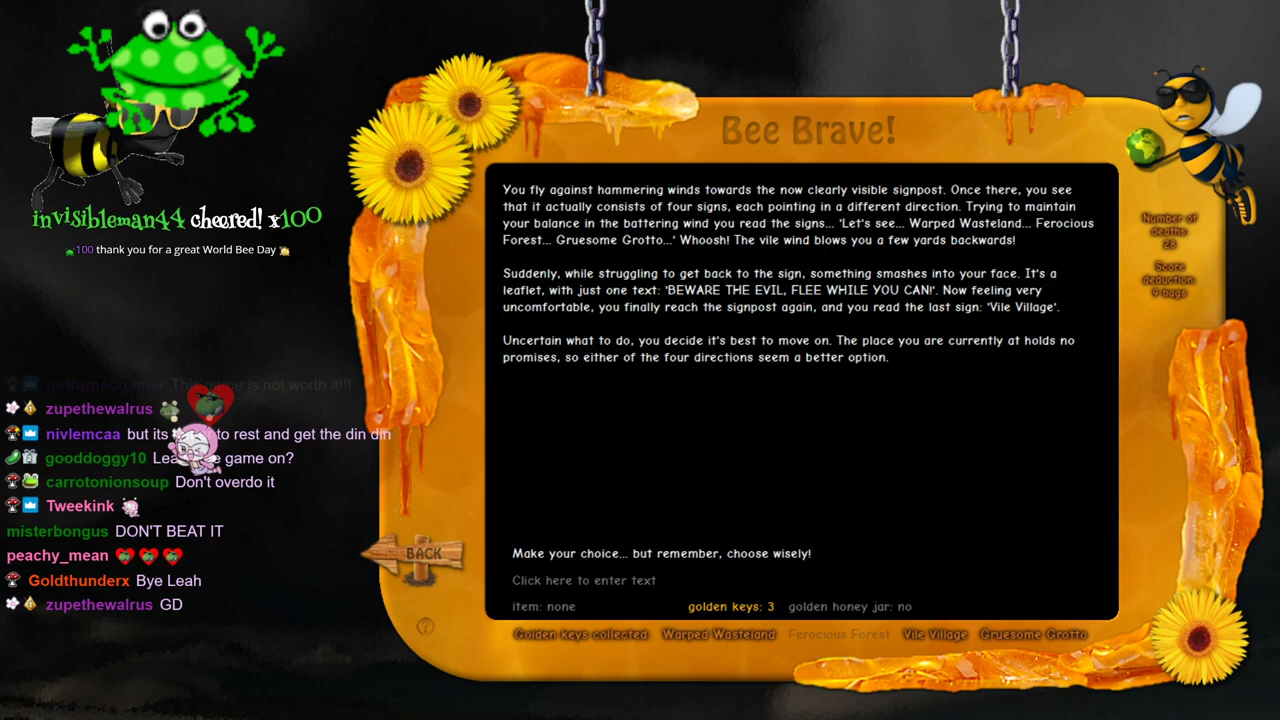 invisibleman44 cheered! x100
100 thank you for a great World Bee Day
girlturnedgamer This game is not worth it!!!
zupethewalrus
nivlemcaa but its to rest and get the din din
gooddoggy10 Lea game on?
carrotonionsoup Don't overdo it
Tweekink
misterbongus DON'T BEAT IT
peachy_mean
Goldthunderx Bye Leah
zupethewalrus GD
Bee Brave!
You fly against hammering winds towards the now clearly visible signpost. Once there, you see
that it actually consists of four signs, each pointing in a different direction. Trying to maintain
your balance in the battering wind you read the signs... 'Let's see... Warped Wasteland... Ferocious
Forest... Gruesome Grotto...' Whoosh! The vile wind blows you a few yards backwards!
Suddenly, while struggling to get back to the sign, something smashes into your face. It's a
leaflet, with just one text: 'BEWARE THE EVIL, FLEE WHILE YOU CAN!'. Now feeling very
uncomfortable, you finally reach the signpost again, and you read the last sign: 'Vile Village'.
Uncertain what to do, you decide it's best to move on. The place you are currently at holds no
promises, so either of the four directions seem a better option.
Make your choice... but remember, choose wisely!
Click here to enter text
item: none golden keys: 3 golden honey jar: no
Golden keys collected Warped Wasteland Ferocious Forest Vile Village Gruesome Grotto
BACK
?
Number of
deaths:
28
Score
deduction:
9 bags